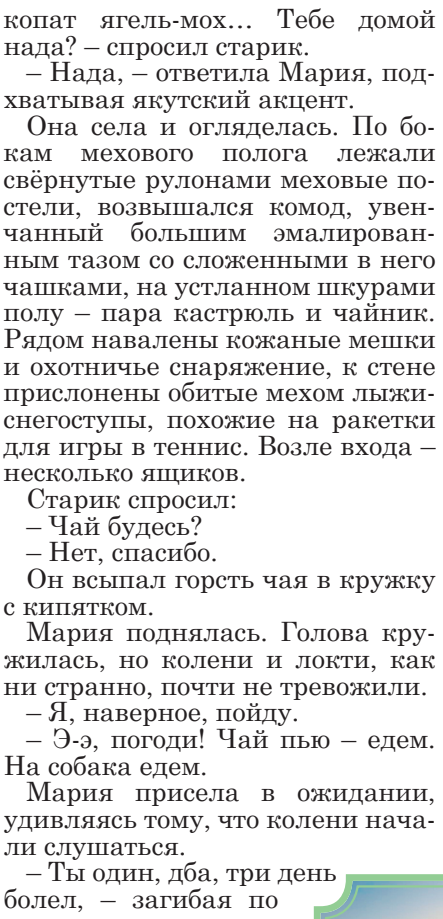 копат ягель-мох... Тебе домой
нада? – спросил старик.
– Нада, – ответила Мария, под-
хватывая якутский акцент.
Она села и огляделась. По бо-
кам мехового полога лежали
свёрнутые рулонами меховые по-
стели, возвышался комод, увен-
чанный большим эмалирован-
ным тазом со сложенными в него
чашками, на устланном шкурами
полу – пара кастрюль и чайник.
Рядом навалены кожаные мешки
и охотничье снаряжение, к стене
прислонены обитые мехом лыжи-
снегоступы, похожие на ракетки
для игры в теннис. Возле входа –
несколько ящиков.
Старик спросил:
– Чай будесь?
– Нет, спасибо.
Он всыпал горсть чая в кружку
с кипятком.
Мария поднялась. Голова кру-
жилась, но колени и локти, как
ни странно, почти не тревожили.
– Я, наверное, пойду.
– Э-э, погоди! Чай пью – едем.
На собака едем.
Мария присела в ожидании,
удивляясь тому, что колени нача-
ли слушаться.
– Ты один, дба, три день
болел, – загибая по